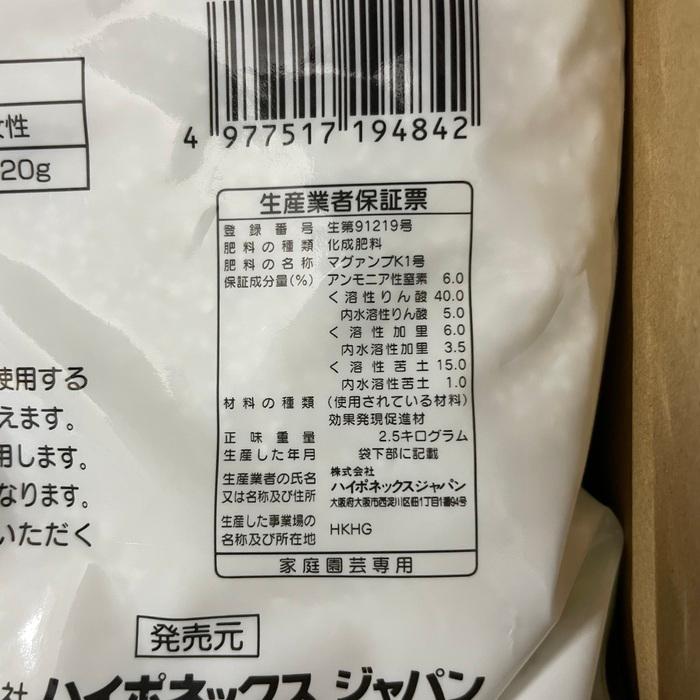 4 977517 194842
性
20g
生産業者保証票
登録番号 生第91219号
肥料の種類 化成肥料
肥料の名称 マグァンプK1号
保証成分量(%) アンモニア性窒素 6.0
く溶性りん酸 40.0
内水溶性りん酸 5.0
く溶性加里 6.0
内水溶性加里 3.5
く溶性苦土 15.0
内水溶性苦土 1.0
材料の種類 (使用されている材料)
効果発現促進材
正味重量 2.5キログラム
生産した年月 袋下部に記載
生産業者の氏名 株式会社
又は名称及び住所 ハイポネックスジャパン
大阪府大阪市西淀川区佃1丁目1番94号
生産した事業場の
名称及び所在地 HKHG
家庭園芸専用
使用する
えます。
用します。
なります。
いただく
発売元
社 ハイポネックス ジャパン